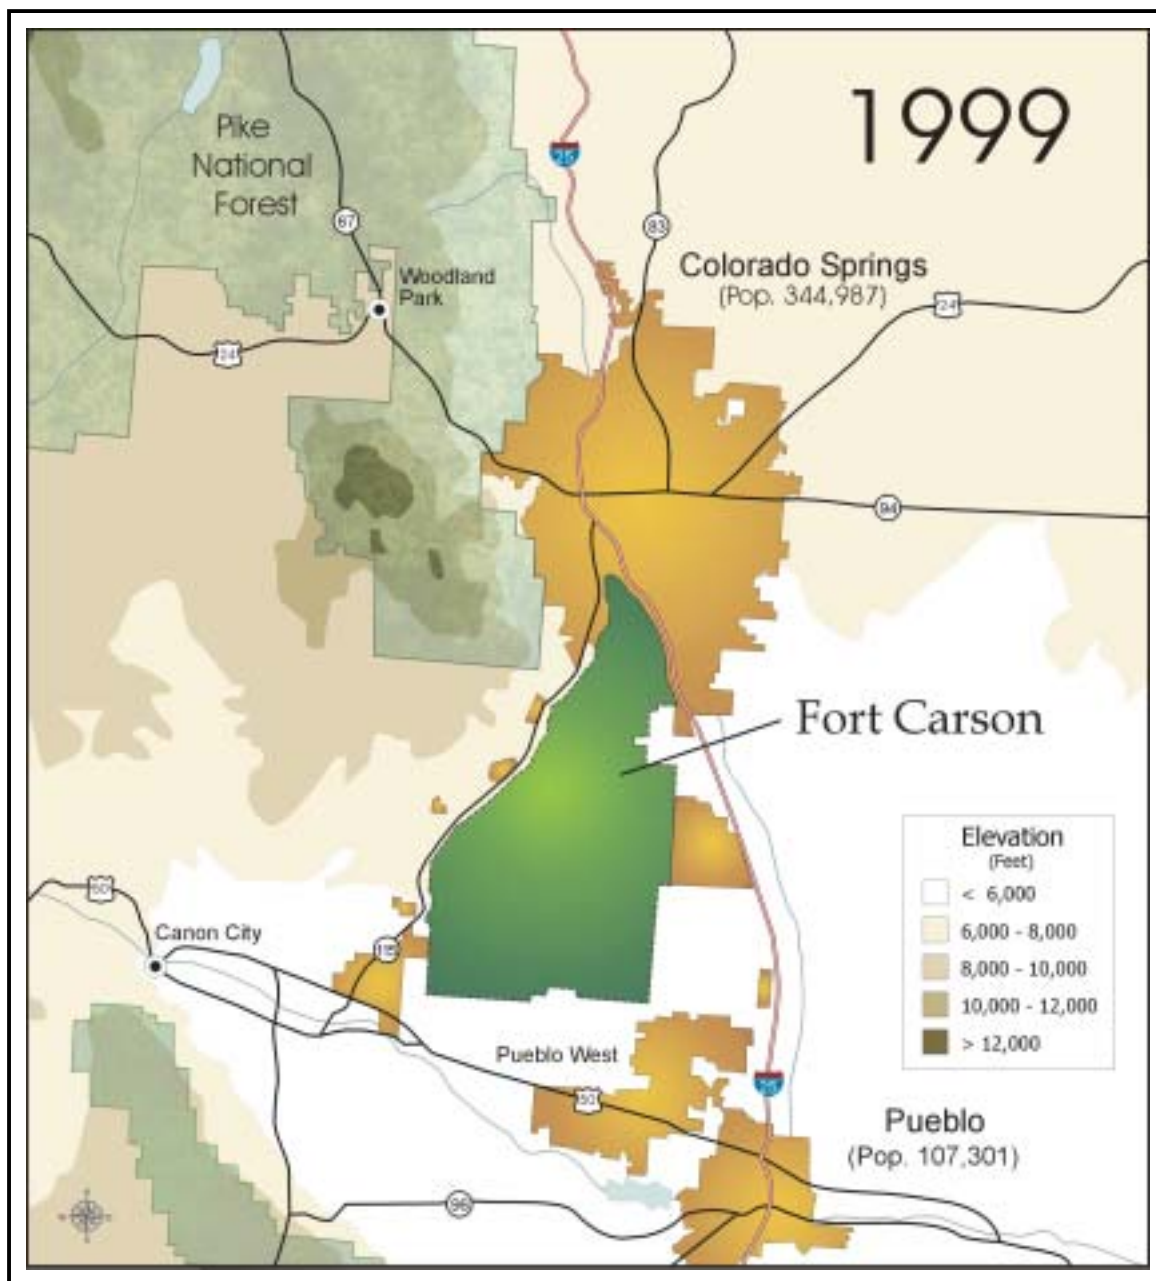 1999
Pike
National
Forest
25
67
83
Colorado Springs
(Pop. 344,987)
Woodland
Park
24
24
94
Fort Carson
Elevation
(Feet)
< 6,000
6,000 - 8,000
8,000 - 10,000
10,000 - 12,000
> 12,000
50
Canon City
115
Pueblo West
25
50
Pueblo
(Pop. 107,301)
96